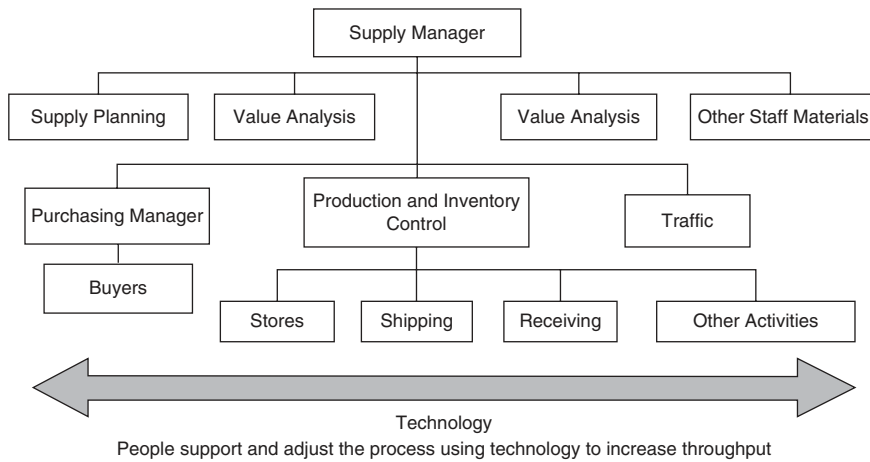 Supply Manager
Supply Planning
Value Analysis
Value Analysis
Other Staff Materials
Purchasing Manager
Production and Inventory
Control
Traffic
Buyers
Stores
Shipping
Receiving
Other Activities
Technology
People support and adjust the process using technology to increase throughput